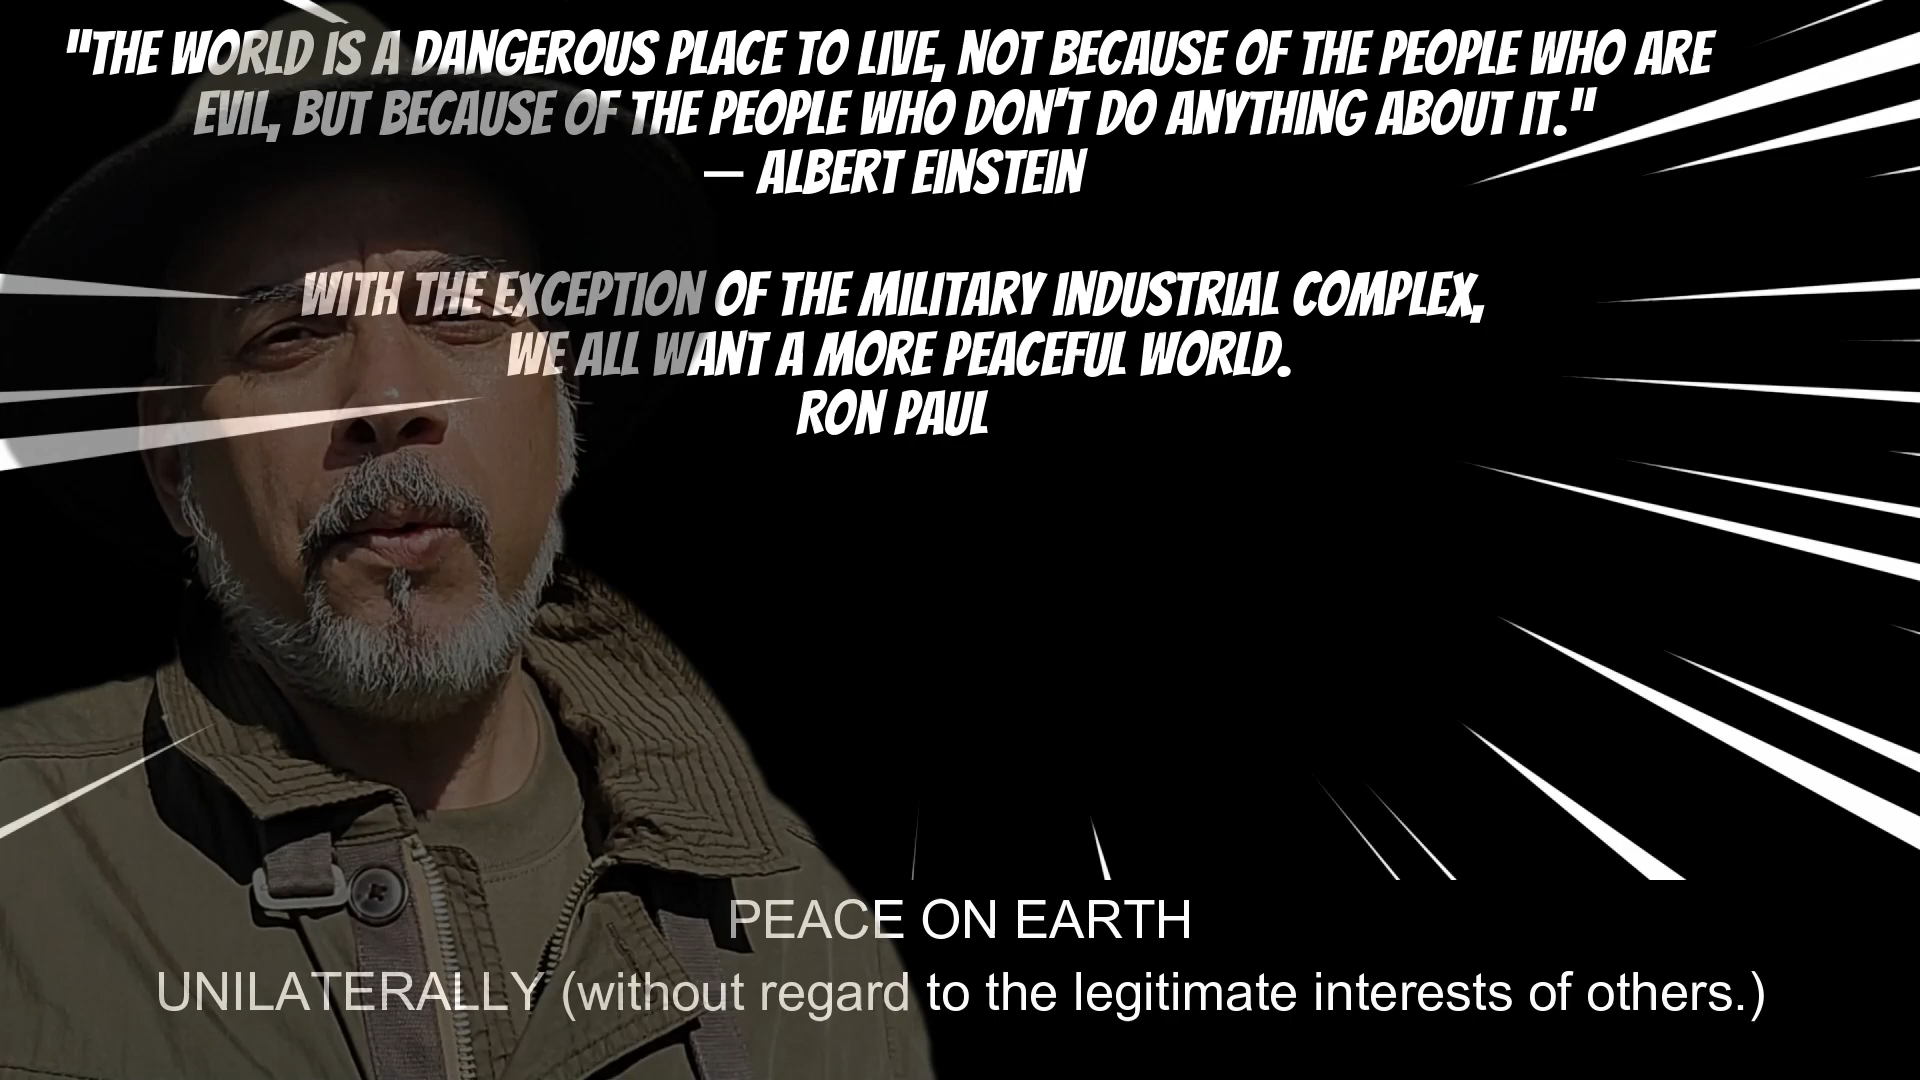 "THE WORLD IS A DANGEROUS PLACE TO LIVE, NOT BECAUSE OF THE PEOPLE WHO ARE
EVIL, BUT BECAUSE OF THE PEOPLE WHO DON'T DO ANYTHING ABOUT IT."
— ALBERT EINSTEIN
WITH THE EXCEPTION OF THE MILITARY INDUSTRIAL COMPLEX,
WE ALL WANT A MORE PEACEFUL WORLD.
RON PAUL
PEACE ON EARTH
UNILATERALLY (without regard to the legitimate interests of others.)